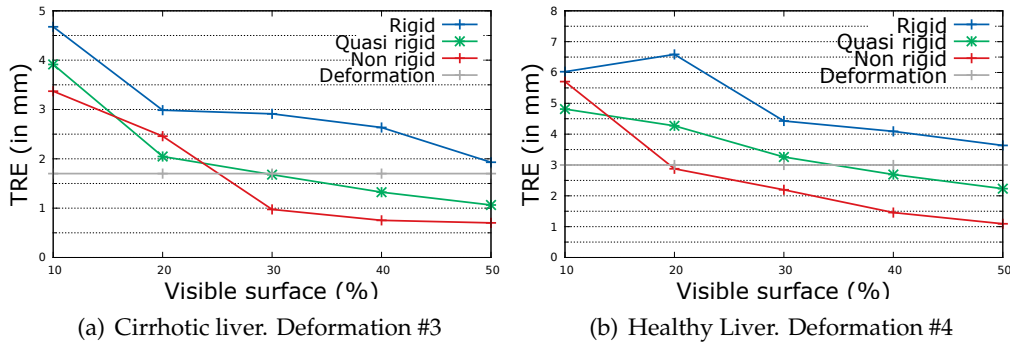 5
4
3
2
1
0
10
20
30
40
50
TRE (in mm)
Visible surface (%)
Rigid
Quasi rigid
Non rigid
Deformation
(a) Cirrhotic liver. Deformation #3
8
7
6
5
4
3
2
1
0
10
20
30
40
50
TRE (in mm)
Visible surface (%)
Rigid
Quasi rigid
Non rigid
Deformation
(b) Healthy Liver. Deformation #4